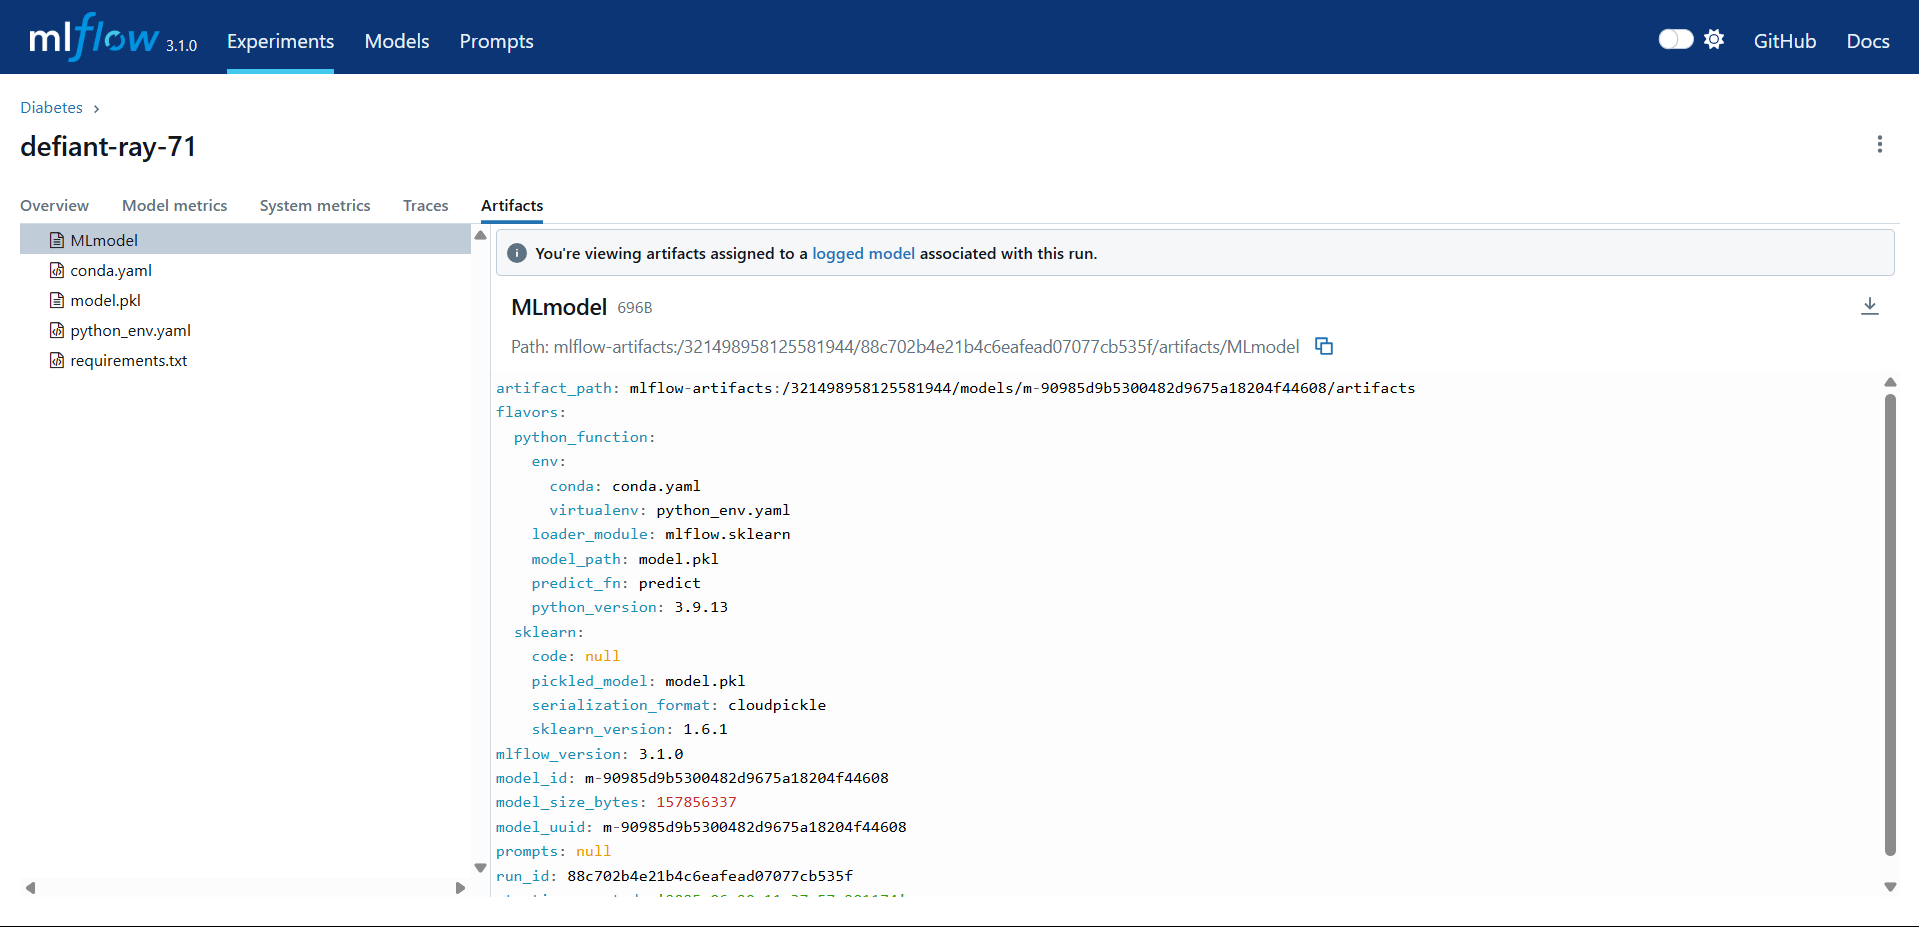 mlflow 3.1.0 Experiments Models Prompts GitHub Docs
Diabetes
defiant-ray-71
Overview Model metrics System metrics Traces Artifacts
MLmodel
conda.yaml
model.pkl
python_env.yaml
requirements.txt
You're viewing artifacts assigned to a logged model associated with this run.
MLmodel 696B
Path: mlflow-artifacts:/321498958125581944/88c702b4e21b4c6eafead07077cb535f/artifacts/MLmodel
artifact_path: mlflow-artifacts:/321498958125581944/models/m-90985d9b5300482d9675a18204f44608/artifacts
flavors:
python_function:
env:
conda: conda.yaml
virtualenv: python_env.yaml
loader_module: mlflow.sklearn
model_path: model.pkl
predict_fn: predict
python_version: 3.9.13
sklearn:
code: null
pickled_model: model.pkl
serialization_format: cloudpickle
sklearn_version: 1.6.1
mlflow_version: 3.1.0
model_id: m-90985d9b5300482d9675a18204f44608
model_size_bytes: 157856337
model_uuid: m-90985d9b5300482d9675a18204f44608
prompts: null
run_id: 88c702b4e21b4c6eafead07077cb535f